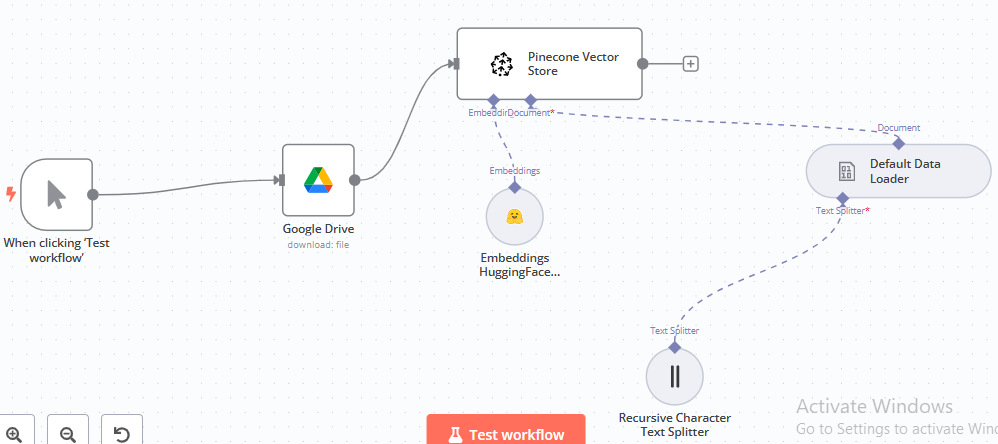 Pinecone Vector
Store
EmbeddirDocument*
Document
Default Data
Loader
Embeddings
Text Splitter*
Google Drive
download: file
When clicking 'Test
workflow'
Embeddings
HuggingFace...
Text Splitter
Recursive Character
Text Splitter
Test workflow
Activate Windows
Go to Settings to activate Win